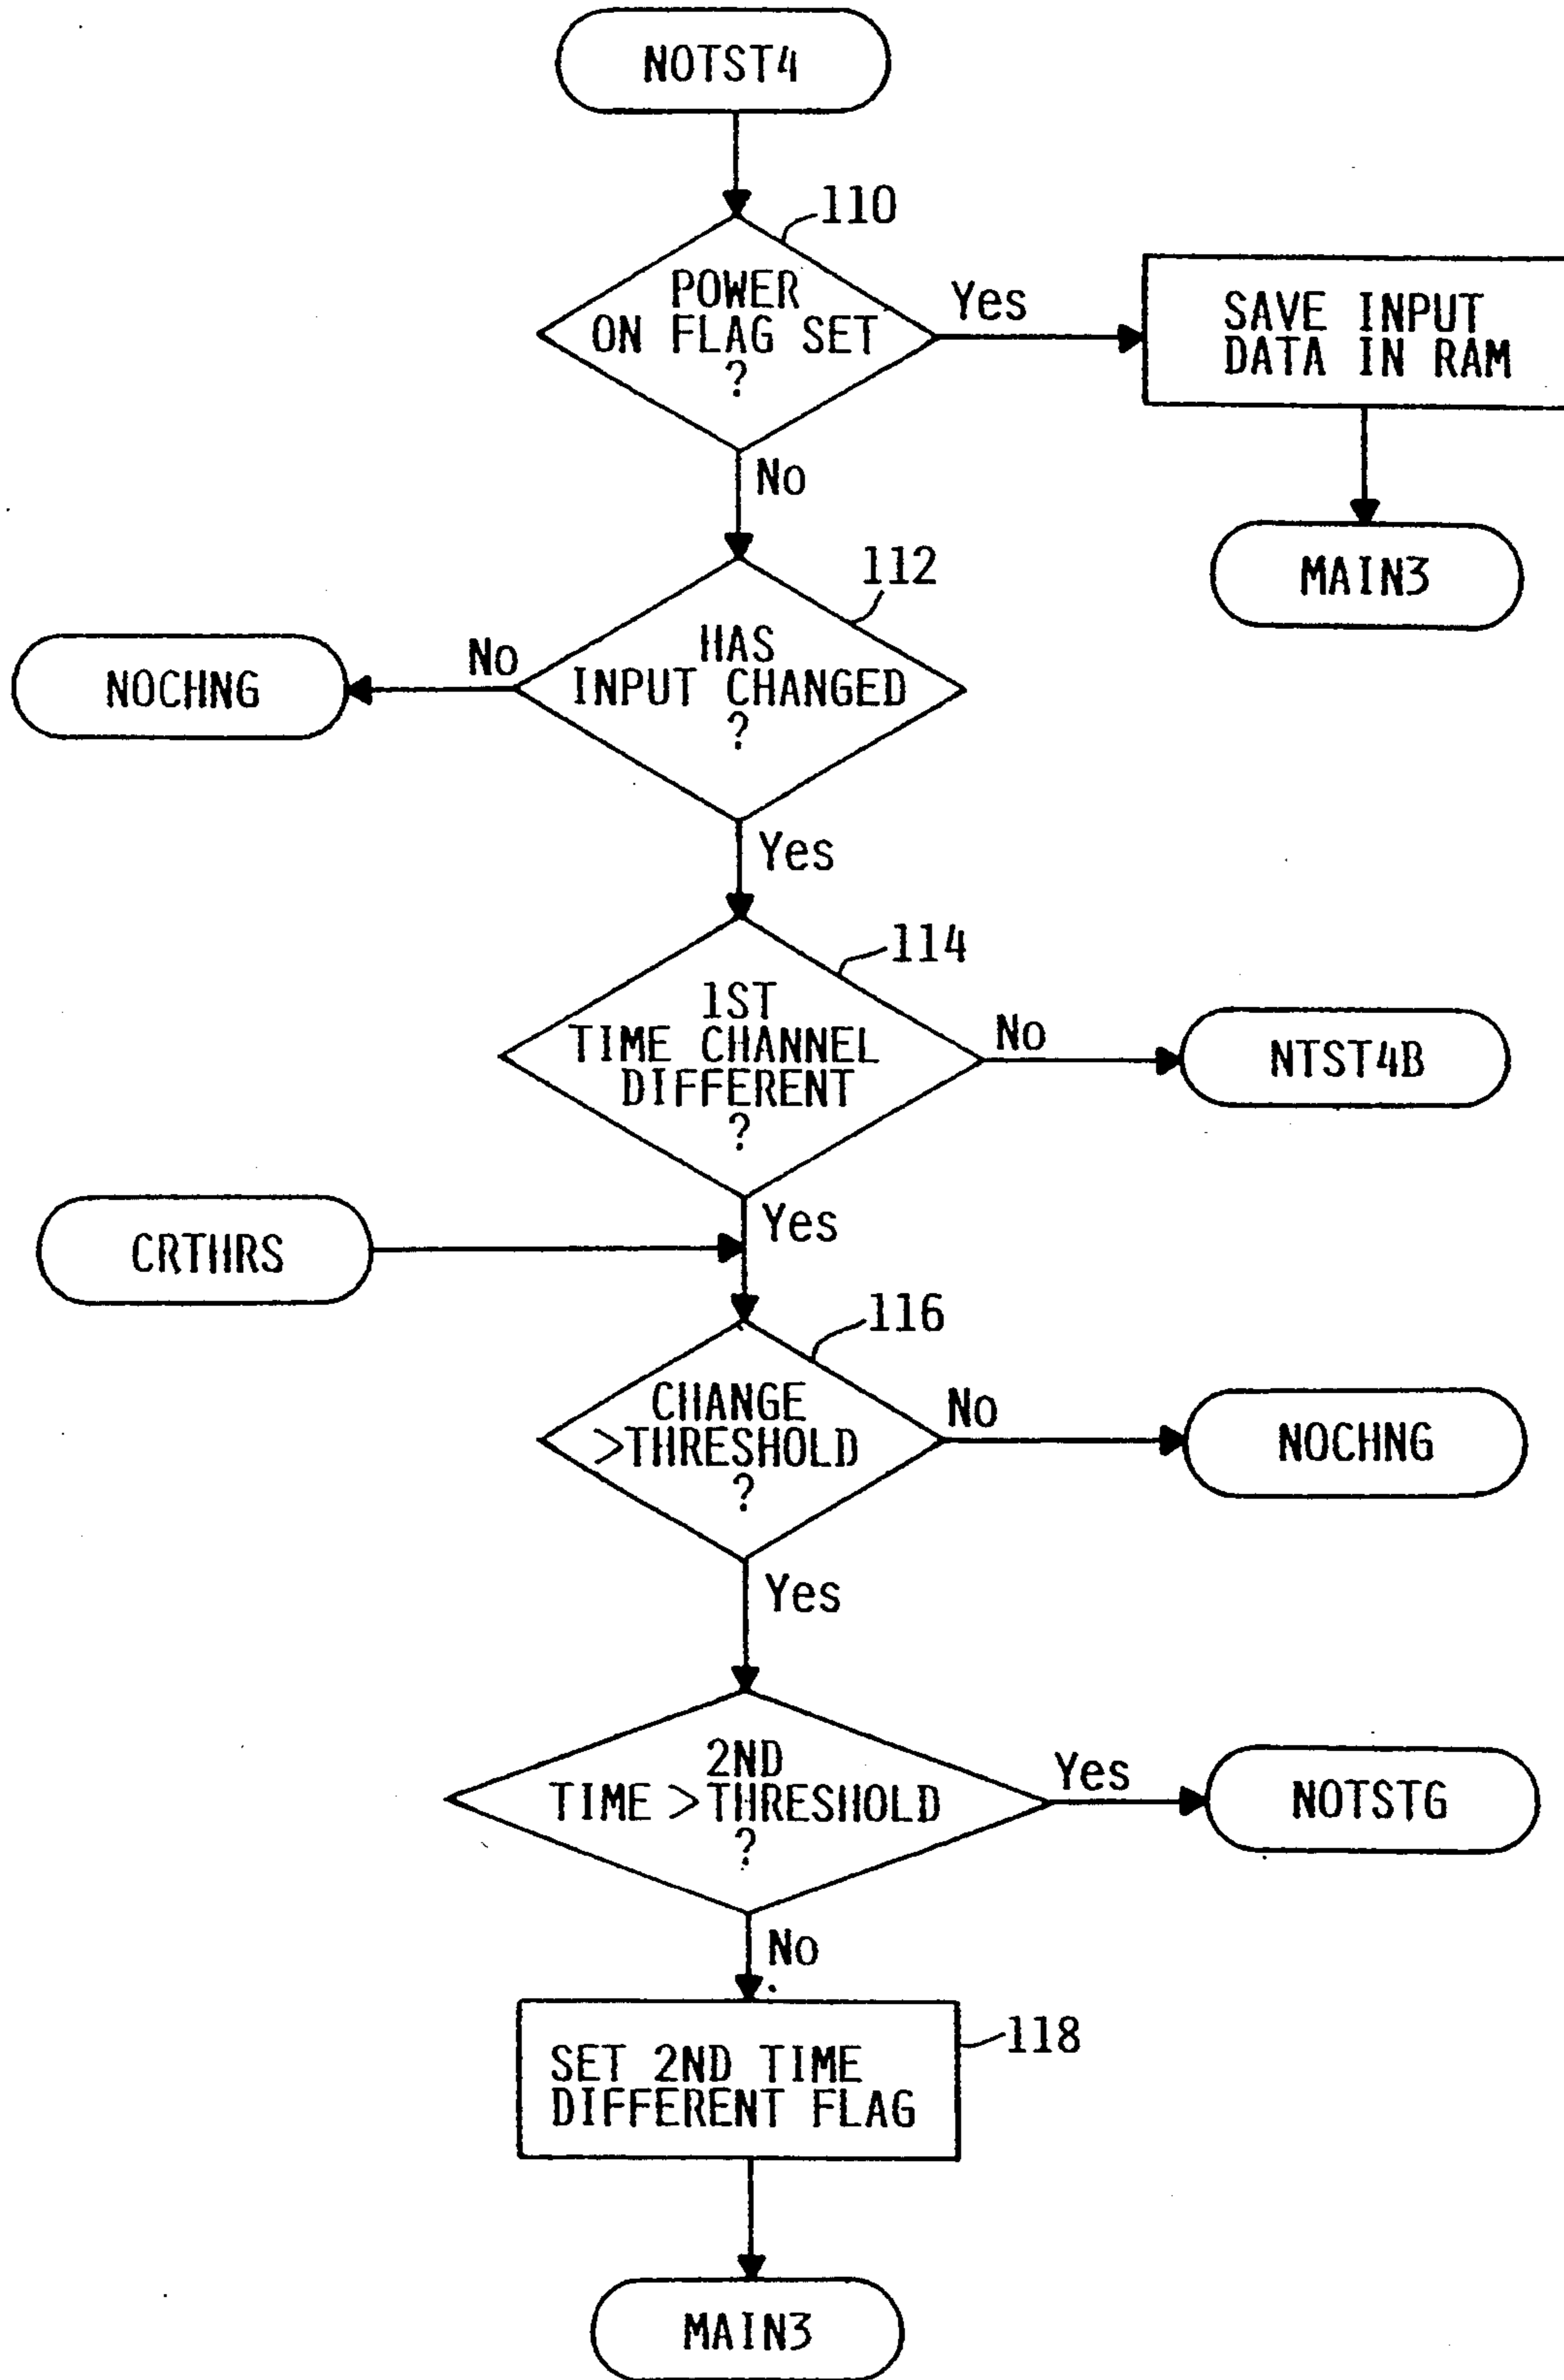 NOTST4
110
POWER
ON FLAG SET
?
Yes
SAVE INPUT
DATA IN RAM
No
MAIN3
112
HAS
INPUT CHANGED
?
No
NOCHNG
Yes
114
1ST
TIME CHANNEL
DIFFERENT
?
No
NTST4B
Yes
CRTHRS
116
CHANGE
>THRESHOLD
?
No
NOCHNG
Yes
2ND
TIME >THRESHOLD
?
Yes
NOTSTG
No
SET 2ND TIME
DIFFERENT FLAG
118
MAIN3